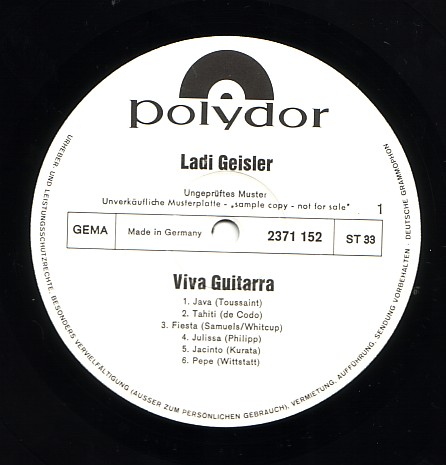 polydor
Ladi Geisler
Ungeprüftes Muster
Unverkäufliche Musterplatte - „sample copy - not for sale"
1
GEMA Made in Germany 2371 152 ST 33
Viva Guitarra
1. Java (Toussaint)
2. Tahiti (de Codo)
3. Fiesta (Samuels/Whitcup)
4. Julissa (Philipp)
5. Jacinto (Kurata)
6. Pepe (Wittstatt)
URHEBER- UND LEISTUNGSSCHUTZRECHTE, BESONDERS VERVIELFÄLTIGUNG (AUSSER ZUM PERSÖNLICHEN GEBRAUCH), VERMIETUNG, AUFFÜHRUNG, SENDUNG VORBEHALTEN - DEUTSCHE GRAMMOPHON